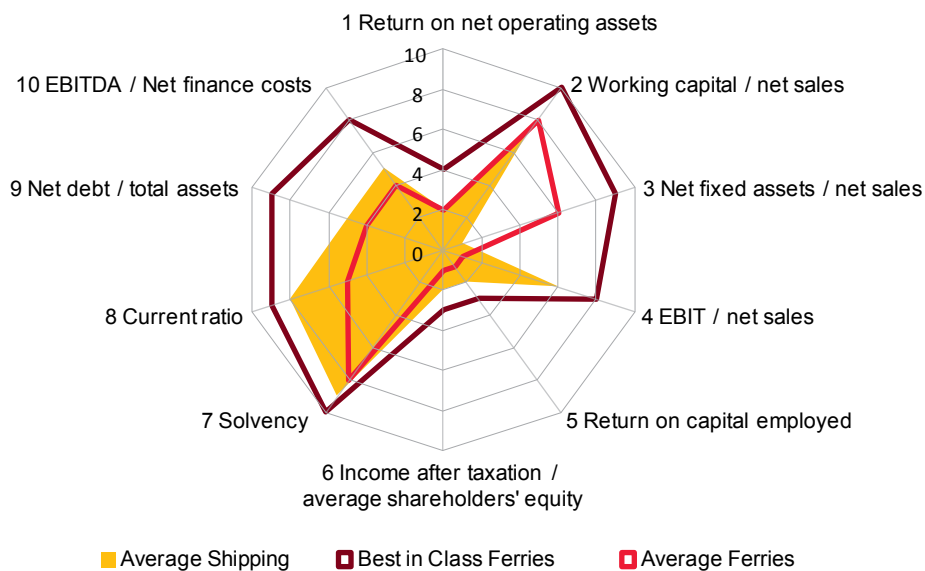 1 Return on net operating assets
10
10 EBITDA / Net finance costs
2 Working capital / net sales
8
6
4
9 Net debt / total assets
3 Net fixed assets / net sales
2
0
8 Current ratio
4 EBIT / net sales
7 Solvency
5 Return on capital employed
6 Income after taxation /
average shareholders' equity
Average Shipping
Best in Class Ferries
Average Ferries